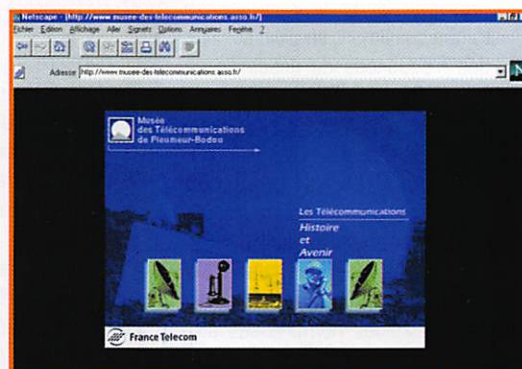 Netscape - [http://www.musee-des-telecommunications.asso.fr/]
Fichier Edition Affichage Aller Signets Options Annuaires Fenêtre ?
Adresse http://www.musee-des-telecommunications.asso.fr/
Musée
des Télécommunications
de Pleumeur-Bodou
Les Télécommunications
Histoire
et
Avenir
France Telecom